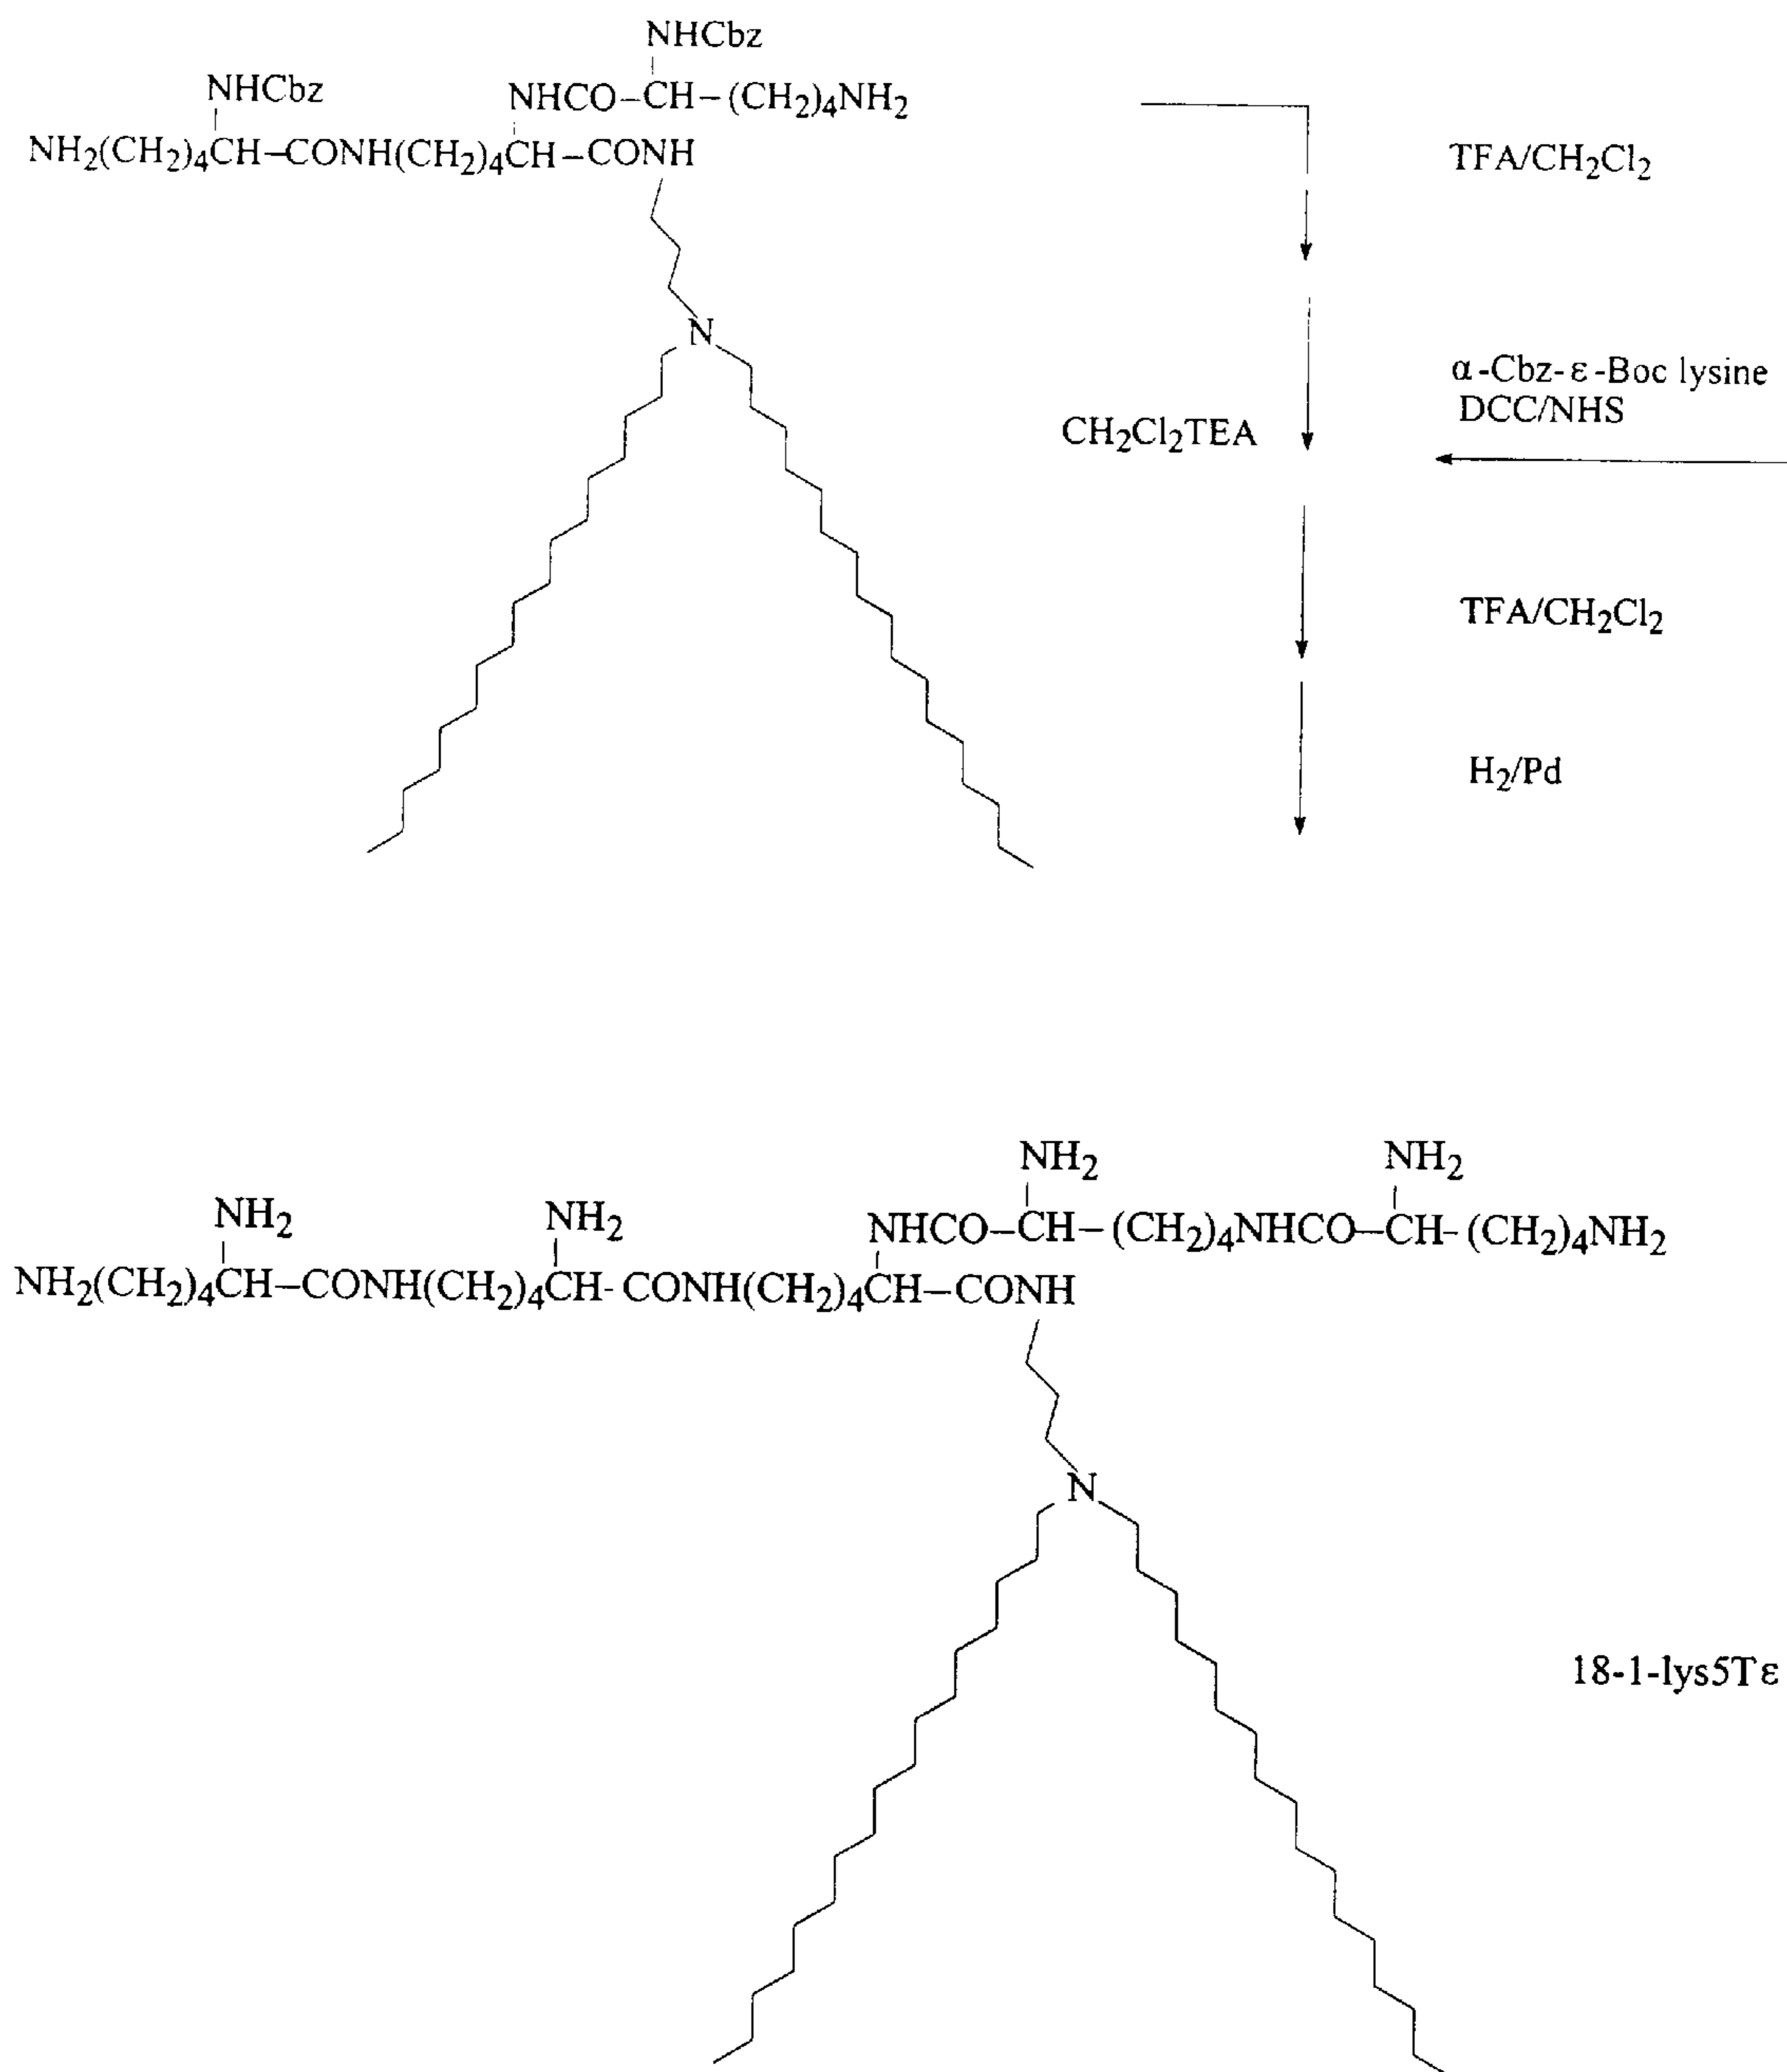 NHCbz
NHCbz
NHCO–CH–(CH2)4NH2
NH2(CH2)4CH–CONH(CH2)4CH–CONH
TFA/CH2Cl2
N
α-Cbz-ε-Boc lysine
DCC/NHS
CH2Cl2TEA
TFA/CH2Cl2
H2/Pd
NH2 NH2
NH2 NH2
NHCO–CH–(CH2)4NHCO–CH-(CH2)4NH2
NH2(CH2)4CH–CONH(CH2)4CH-CONH(CH2)4CH–CONH
N
18-1-lys5Tε